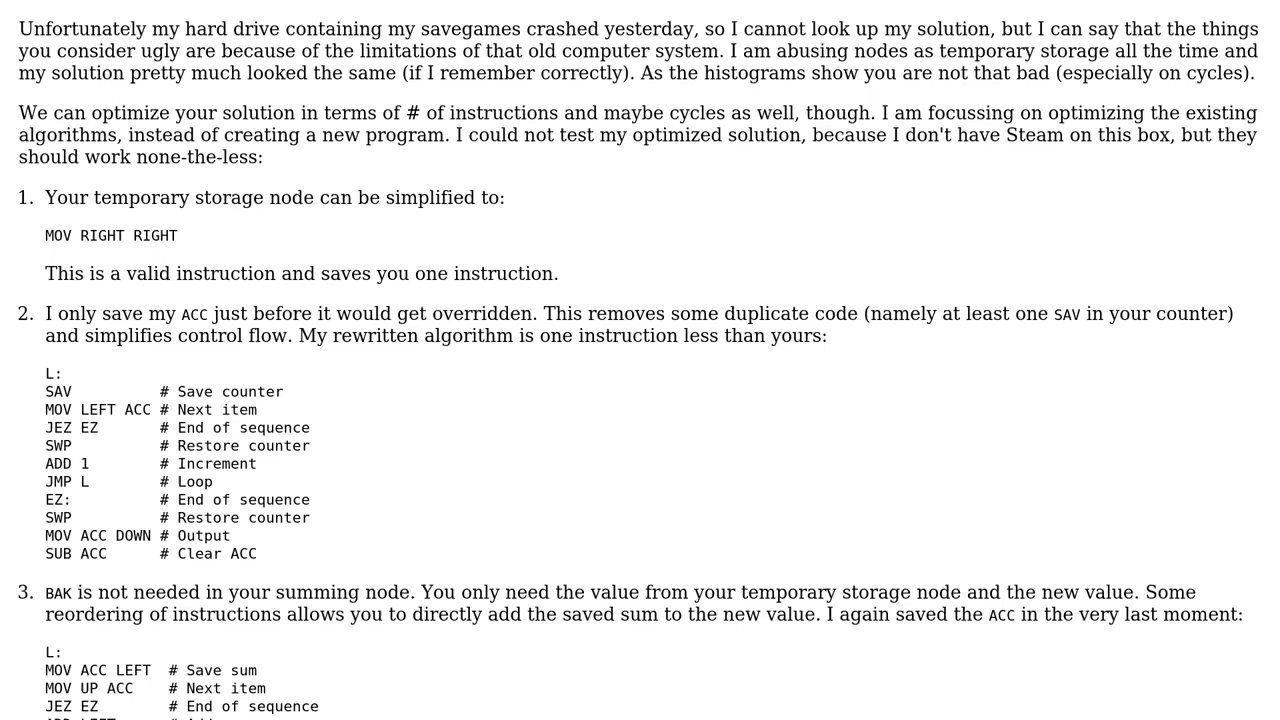 Unfortunately my hard drive containing my savegames crashed yesterday, so I cannot look up my solution, but I can say that the things
you consider ugly are because of the limitations of that old computer system. I am abusing nodes as temporary storage all the time and
my solution pretty much looked the same (if I remember correctly). As the histograms show you are not that bad (especially on cycles).
We can optimize your solution in terms of # of instructions and maybe cycles as well, though. I am focussing on optimizing the existing
algorithms, instead of creating a new program. I could not test my optimized solution, because I don't have Steam on this box, but they
should work none-the-less:
1. Your temporary storage node can be simplified to:
MOV RIGHT RIGHT
This is a valid instruction and saves you one instruction.
2. I only save my ACC just before it would get overridden. This removes some duplicate code (namely at least one SAV in your counter)
and simplifies control flow. My rewritten algorithm is one instruction less than yours:
L:
SAV # Save counter
MOV LEFT ACC # Next item
JEZ EZ # End of sequence
SWP # Restore counter
ADD 1 # Increment
JMP L # Loop
EZ: # End of sequence
SWP # Restore counter
MOV ACC DOWN # Output
SUB ACC # Clear ACC
3. BAK is not needed in your summing node. You only need the value from your temporary storage node and the new value. Some
reordering of instructions allows you to directly add the saved sum to the new value. I again saved the ACC in the very last moment:
L:
MOV ACC LEFT # Save sum
MOV UP ACC # Next item
JEZ EZ # End of sequence